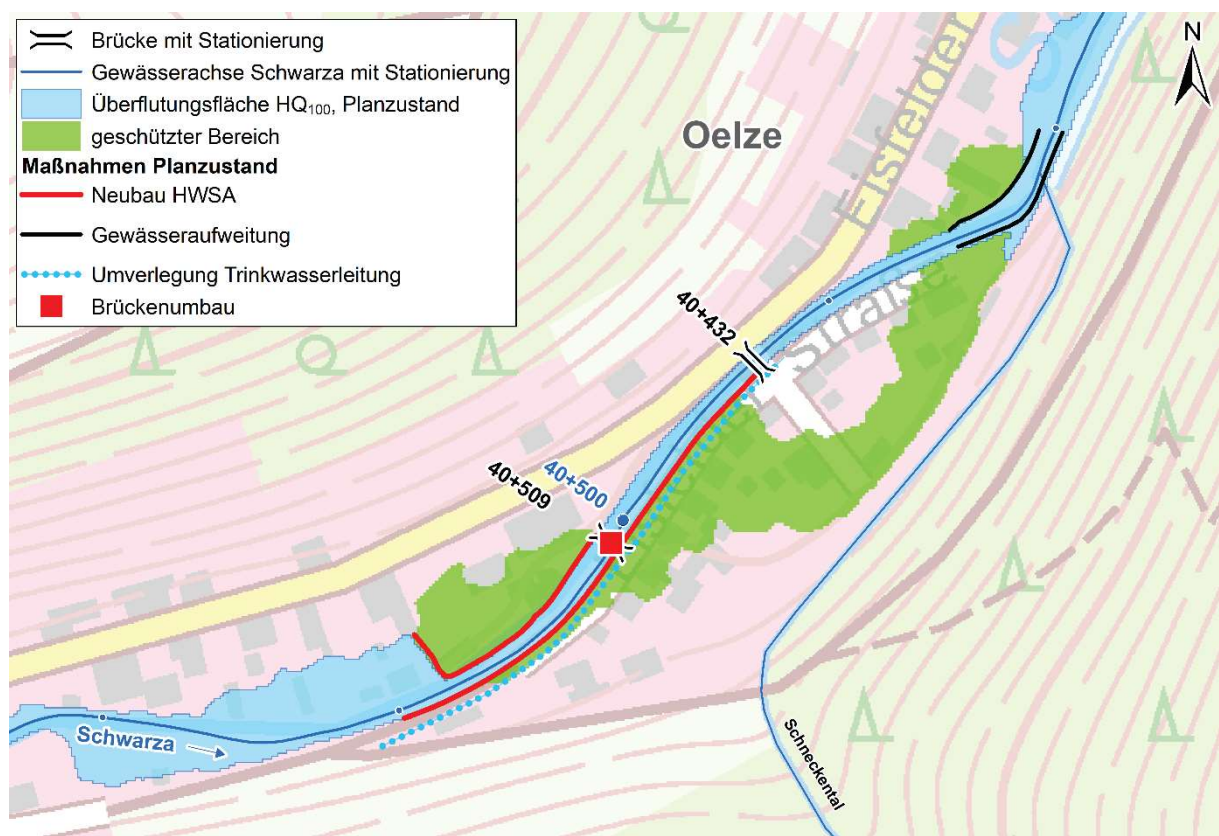 Brücke mit Stationierung
Gewässerachse Schwarza mit Stationierung
Überflutungsfläche HQ₁₀₀, Planzustand
geschützter Bereich
Maßnahmen Planzustand
Neubau HWSA
Gewässeraufweitung
Umverlegung Trinkwasserleitung
Brückenumbau
N
Oelze
40+432
straße
40+500
40+509
Schwarza
Schneckental